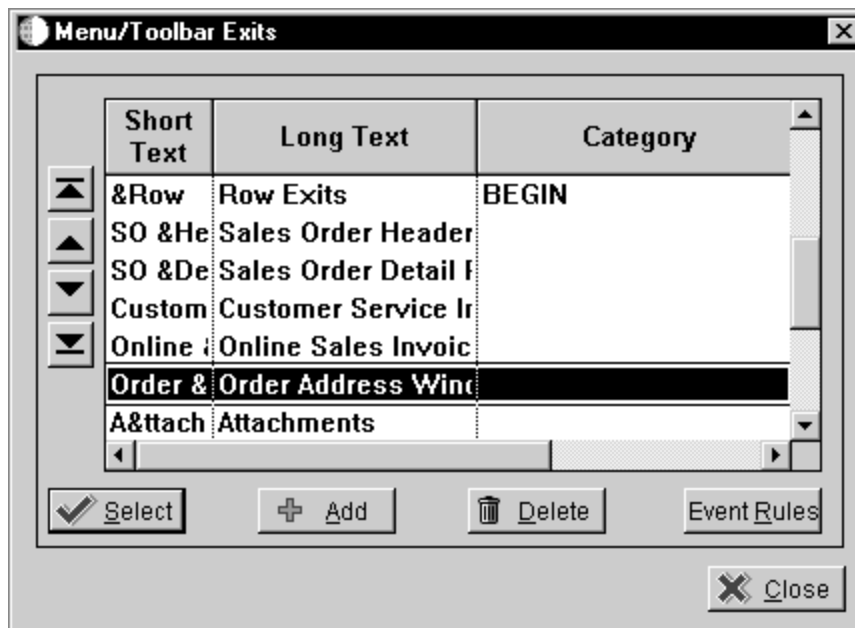 Menu/Toolbar Exits
Short Text Long Text Category
&Row Row Exits BEGIN
SO &He Sales Order Header
SO &De Sales Order Detail
Custom Customer Service
Online Online Sales Invoic
Order & Order Address
A&ttach Attachments
Select Add Delete Event Rules
Close